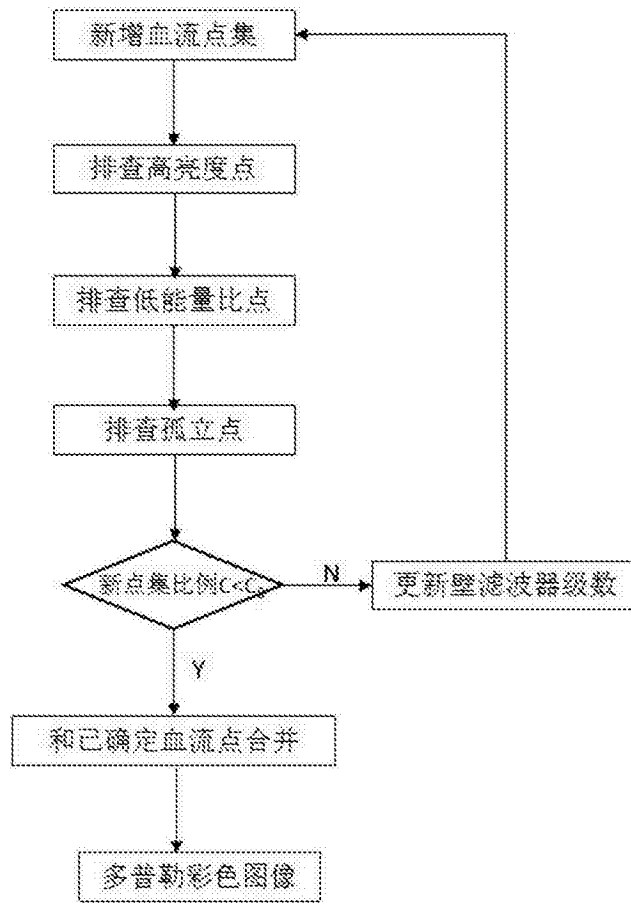 新增血流点集
排查高亮度点
排查低能量比点
排查孤立点
新点集比例C<C
N
更新壁滤波器级数
Y
和已确定血流点合并
多普勒彩色图像